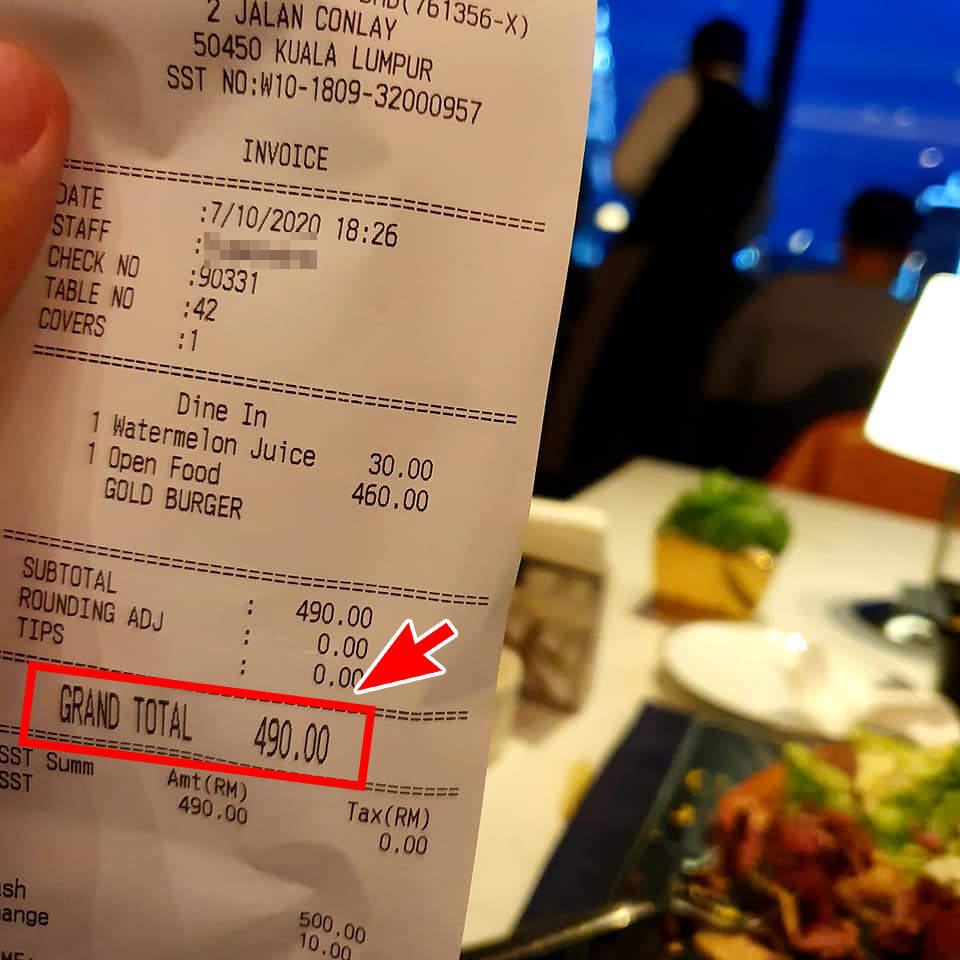 (761356-X)
2 JALAN CONLAY
50450 KUALA LUMPUR
SST NO:W10-1809-32000957
INVOICE
DATE :7/10/2020 18:26
STAFF :
CHECK NO :90331
TABLE NO :42
COVERS :1
Dine In
1 Watermelon Juice 30.00
1 Open Food 460.00
GOLD BURGER
SUBTOTAL : 490.00
ROUNDING ADJ : 0.00
TIPS : 0.00
GRAND TOTAL 490.00
SST Summ Amt(RM) Tax(RM)
SST 490.00 0.00
500.00
10.00